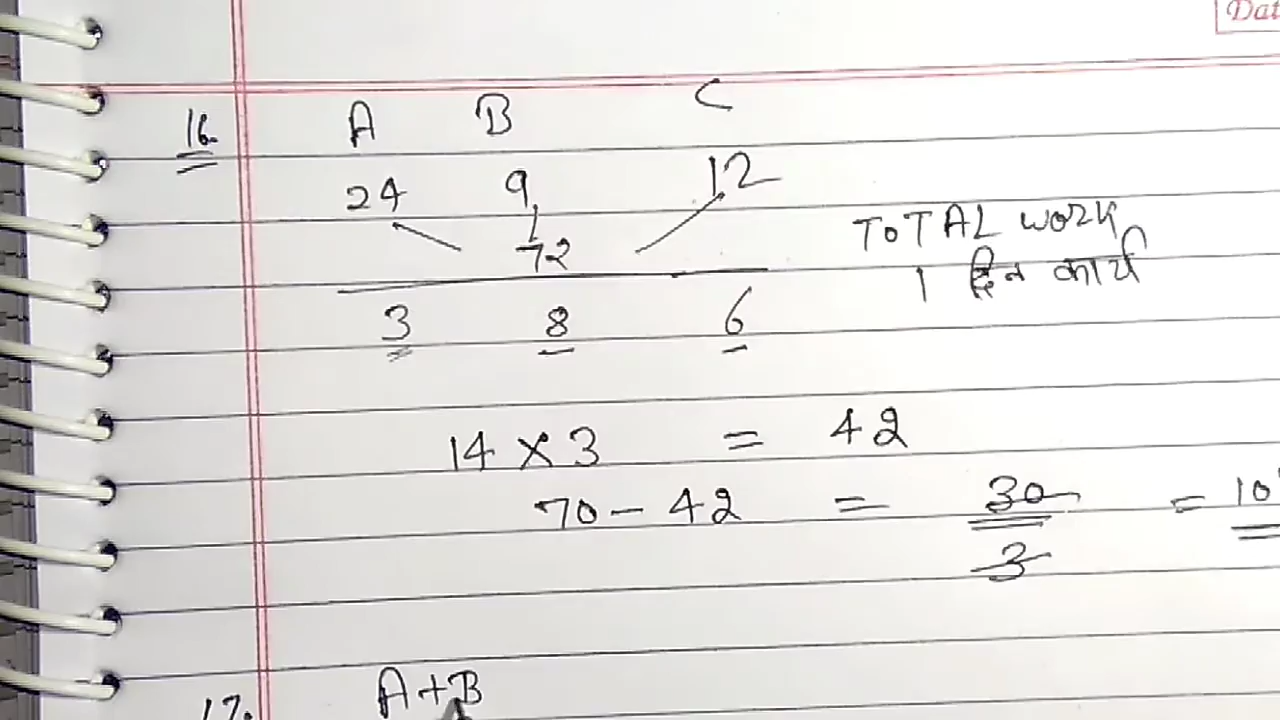 Dat
16. A B C
24 9 12
72
TOTAL WORK
1 दिन कार्य
3 8 6
14 × 3 = 42
70 - 42 = 30/3 = 10
17. A+B